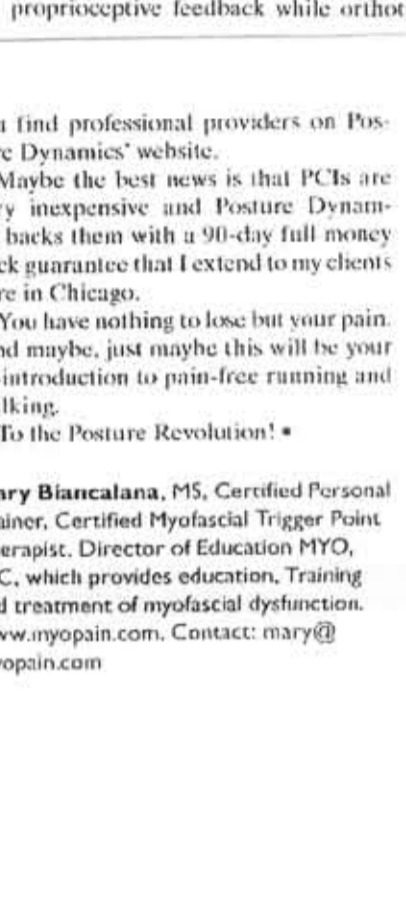 proprioceptive feedback while orthot
find professional providers on Pos-
Dynamics' website.
Maybe the best news is that PCIs are
ry inexpensive and Posture Dynam-
backs them with a 90-day full money
ck guarantee that I extend to my clients
re in Chicago.
You have nothing to lose but your pain.
nd maybe, just maybe this will be your
introduction to pain-free running and
lking.
To the Posture Revolution! •
ary Biancalana, MS, Certified Personal
ainer, Certified Myofascial Trigger Point
erapist. Director of Education MYO,
C, which provides education, Training
d treatment of myofascial dysfunction.
ww.myopain.com. Contact: mary@
yopain.com